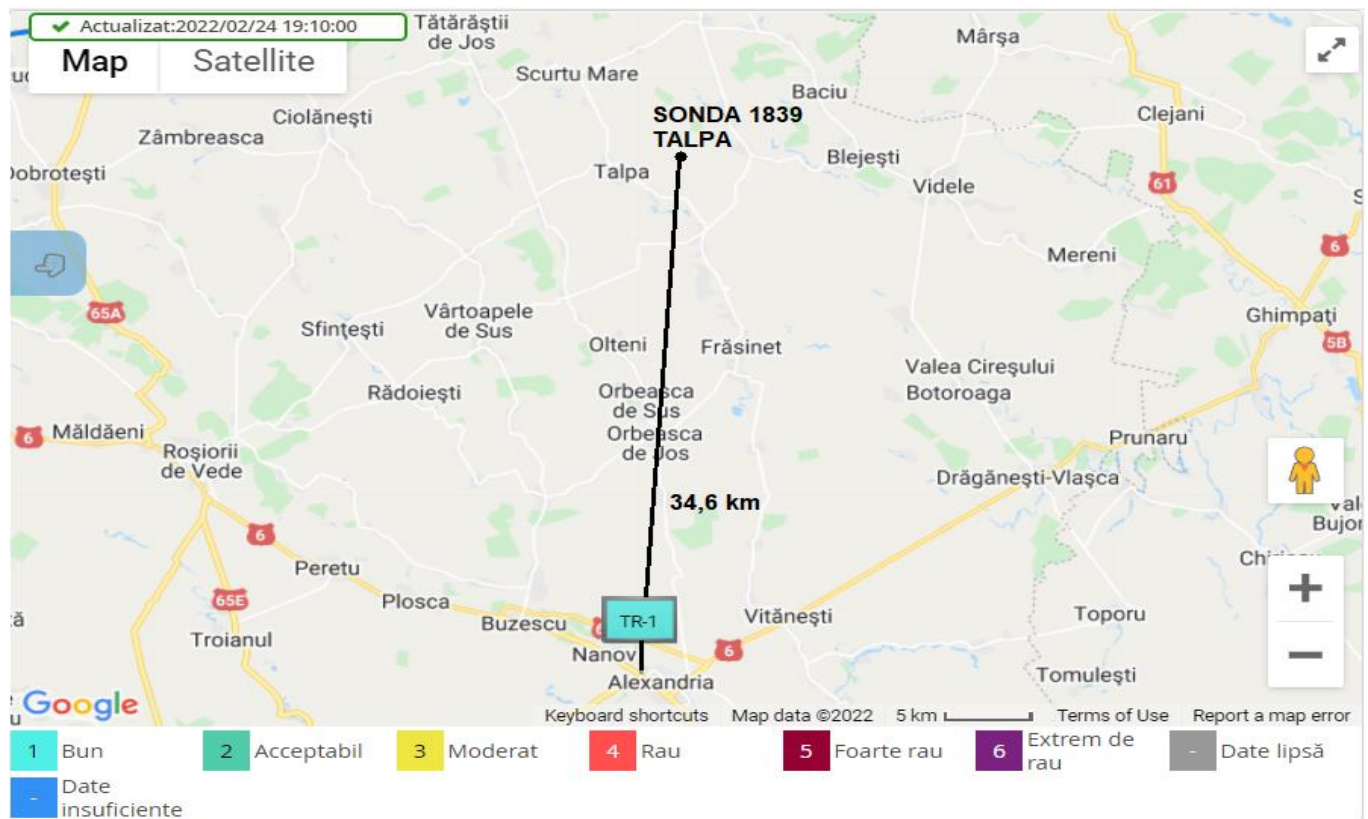 Actualizat:2022/02/24 19:10:00
Map
Satellite
Tătărăștii
de Jos
Mârșa
Scurtu Mare
Baciu
Ciolănești
SONDA 1839
TALPA
Clejani
Zâmbreasca
Blejești
Talpa
Videle
61
Mereni
6
65A
Vârtoapele
de Sus
Ghimpați
Sfințești
5B
Olteni
Frăsinet
Valea Cireșului
Rădoiești
Orbeasca
de Sus
Botoroaga
6
Măldăeni
Orbeasca
de Jos
Prunaru
Roșiorii
de Vede
Drăgănești-Vlașca
34,6 km
6
Peretu
65E
Plosca
Buzescu
TR-1
Vitănești
Toporu
Troianul
Nanov
6
Alexandria
Tomulești
+
−
Google
Keyboard shortcuts
Map data ©2022
5 km
Terms of Use
Report a map error
1 Bun
2 Acceptabil
3 Moderat
4 Rau
5 Foarte rau
6 Extrem de
rau
- Date lipsă
- Date
insuficiente